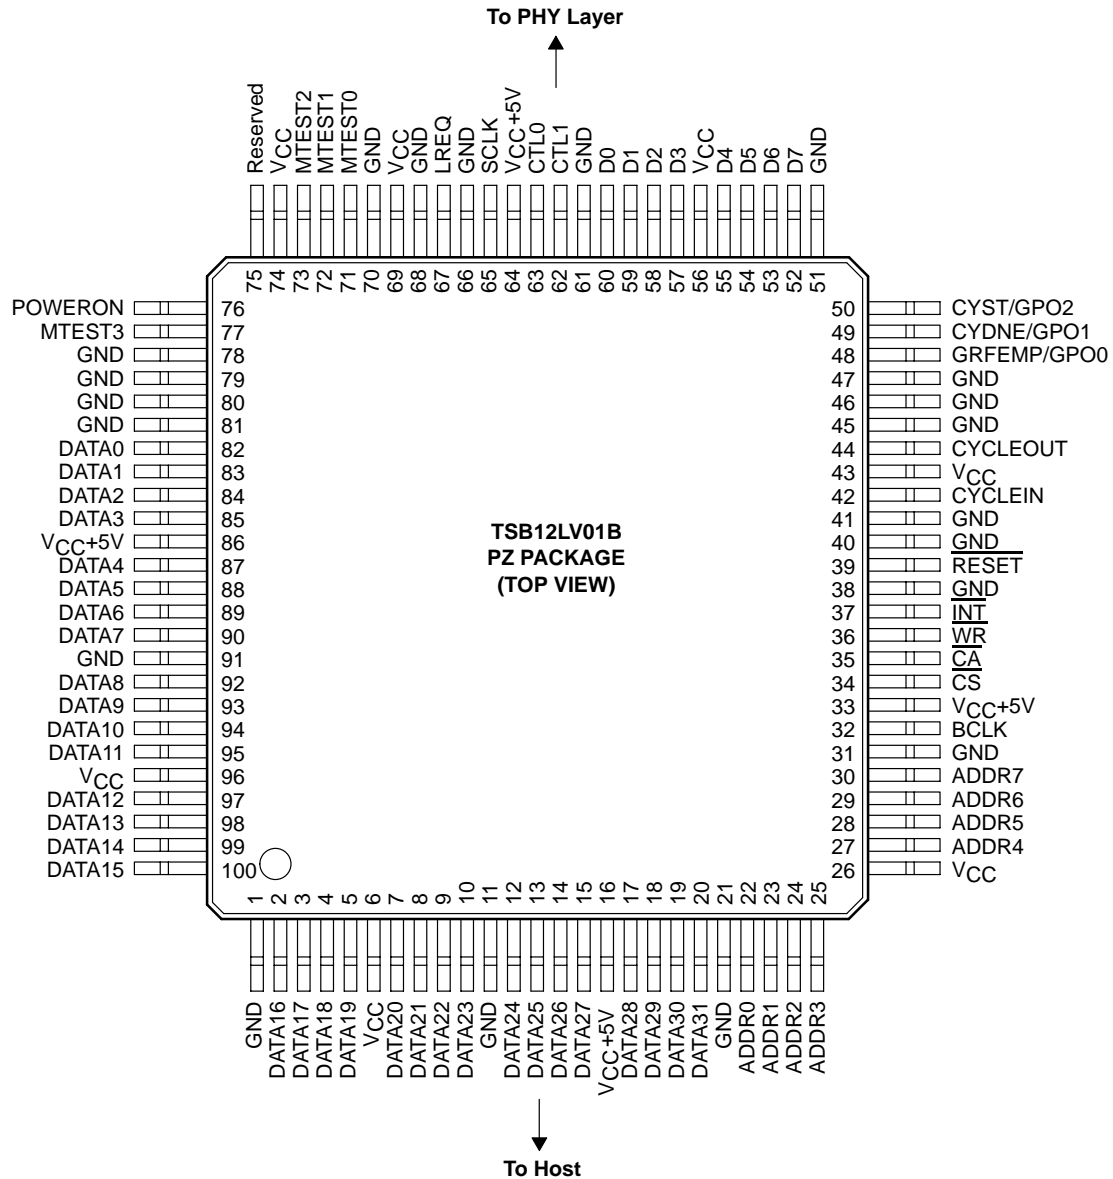 To PHY Layer
Reserved
VCC
MTEST2
MTEST1
MTEST0
GND
VCC
GND
LREQ
GND
SCLK
VCC+5V
CTL0
CTL1
GND
D0
D1
D2
D3
VCC
D4
D5
D6
D7
GND
75 74 73 72 71 70 69 68 67 66 65 64 63 62 61 60 59 58 57 56 55 54 53 52 51
POWERON 76
MTEST3 77
GND 78
GND 79
GND 80
GND 81
DATA0 82
DATA1 83
DATA2 84
DATA3 85
VCC+5V 86
DATA4 87
DATA5 88
DATA6 89
DATA7 90
GND 91
DATA8 92
DATA9 93
DATA10 94
DATA11 95
VCC 96
DATA12 97
DATA13 98
DATA14 99
DATA15 100
TSB12LV01B
PZ PACKAGE
(TOP VIEW)
50 CYST/GPO2
49 CYDNE/GPO1
48 GRFEMP/GPO0
47 GND
46 GND
45 GND
44 CYCLEOUT
43 VCC
42 CYCLEIN
41 GND
40 GND
39 RESET
38 GND
37 INT
36 WR
35 CA
34 CS
33 VCC+5V
32 BCLK
31 GND
30 ADDR7
29 ADDR6
28 ADDR5
27 ADDR4
26 VCC
1 2 3 4 5 6 7 8 9 10 11 12 13 14 15 16 17 18 19 20 21 22 23 24 25
GND
DATA16
DATA17
DATA18
DATA19
VCC
DATA20
DATA21
DATA22
DATA23
GND
DATA24
DATA25
DATA26
DATA27
VCC+5V
DATA28
DATA29
DATA30
DATA31
GND
ADDR0
ADDR1
ADDR2
ADDR3
To Host